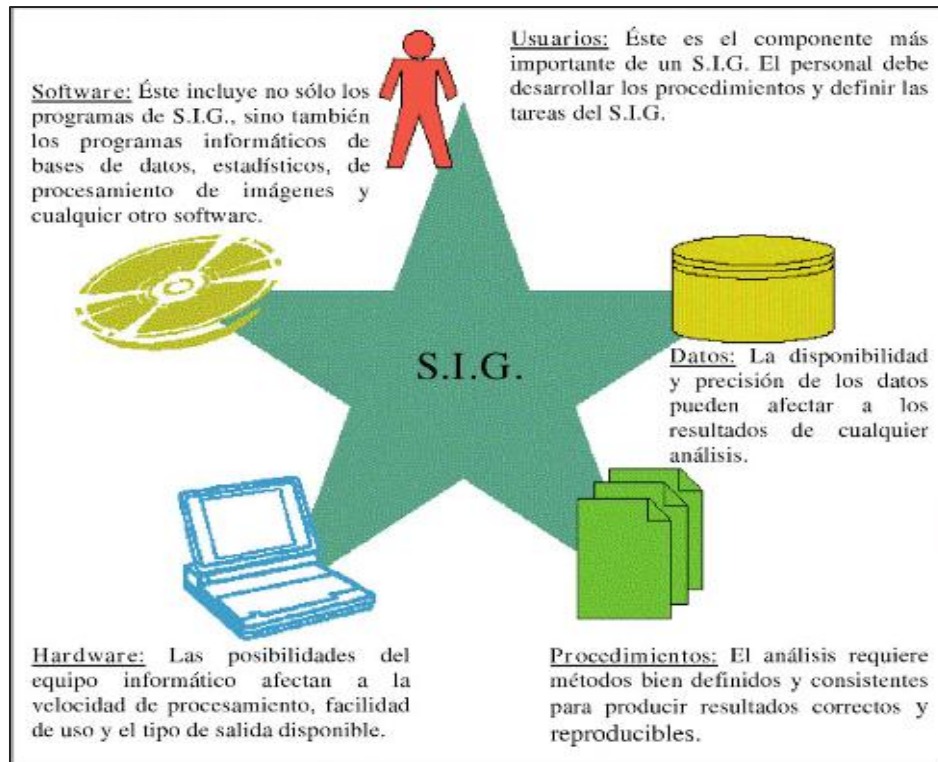 Usuarios: Éste es el componente más
importante de un S.I.G. El personal debe
desarrollar los procedimientos y definir las
tareas del S.I.G.
Software: Éste incluye no sólo los
programas de S.I.G., sino también
los programas informáticos de
bases de datos, estadísticos, de
procesamiento de imágenes y
cualquier otro software.
S.I.G.
Datos: La disponibilidad
y precisión de los datos
pueden afectar a los
resultados de cualquier
análisis.
Hardware: Las posibilidades del
equipo informático afectan a la
velocidad de procesamiento, facilidad
de uso y el tipo de salida disponible.
Procedimientos: El análisis requiere
métodos bien definidos y consistentes
para producir resultados correctos y
reproducibles.